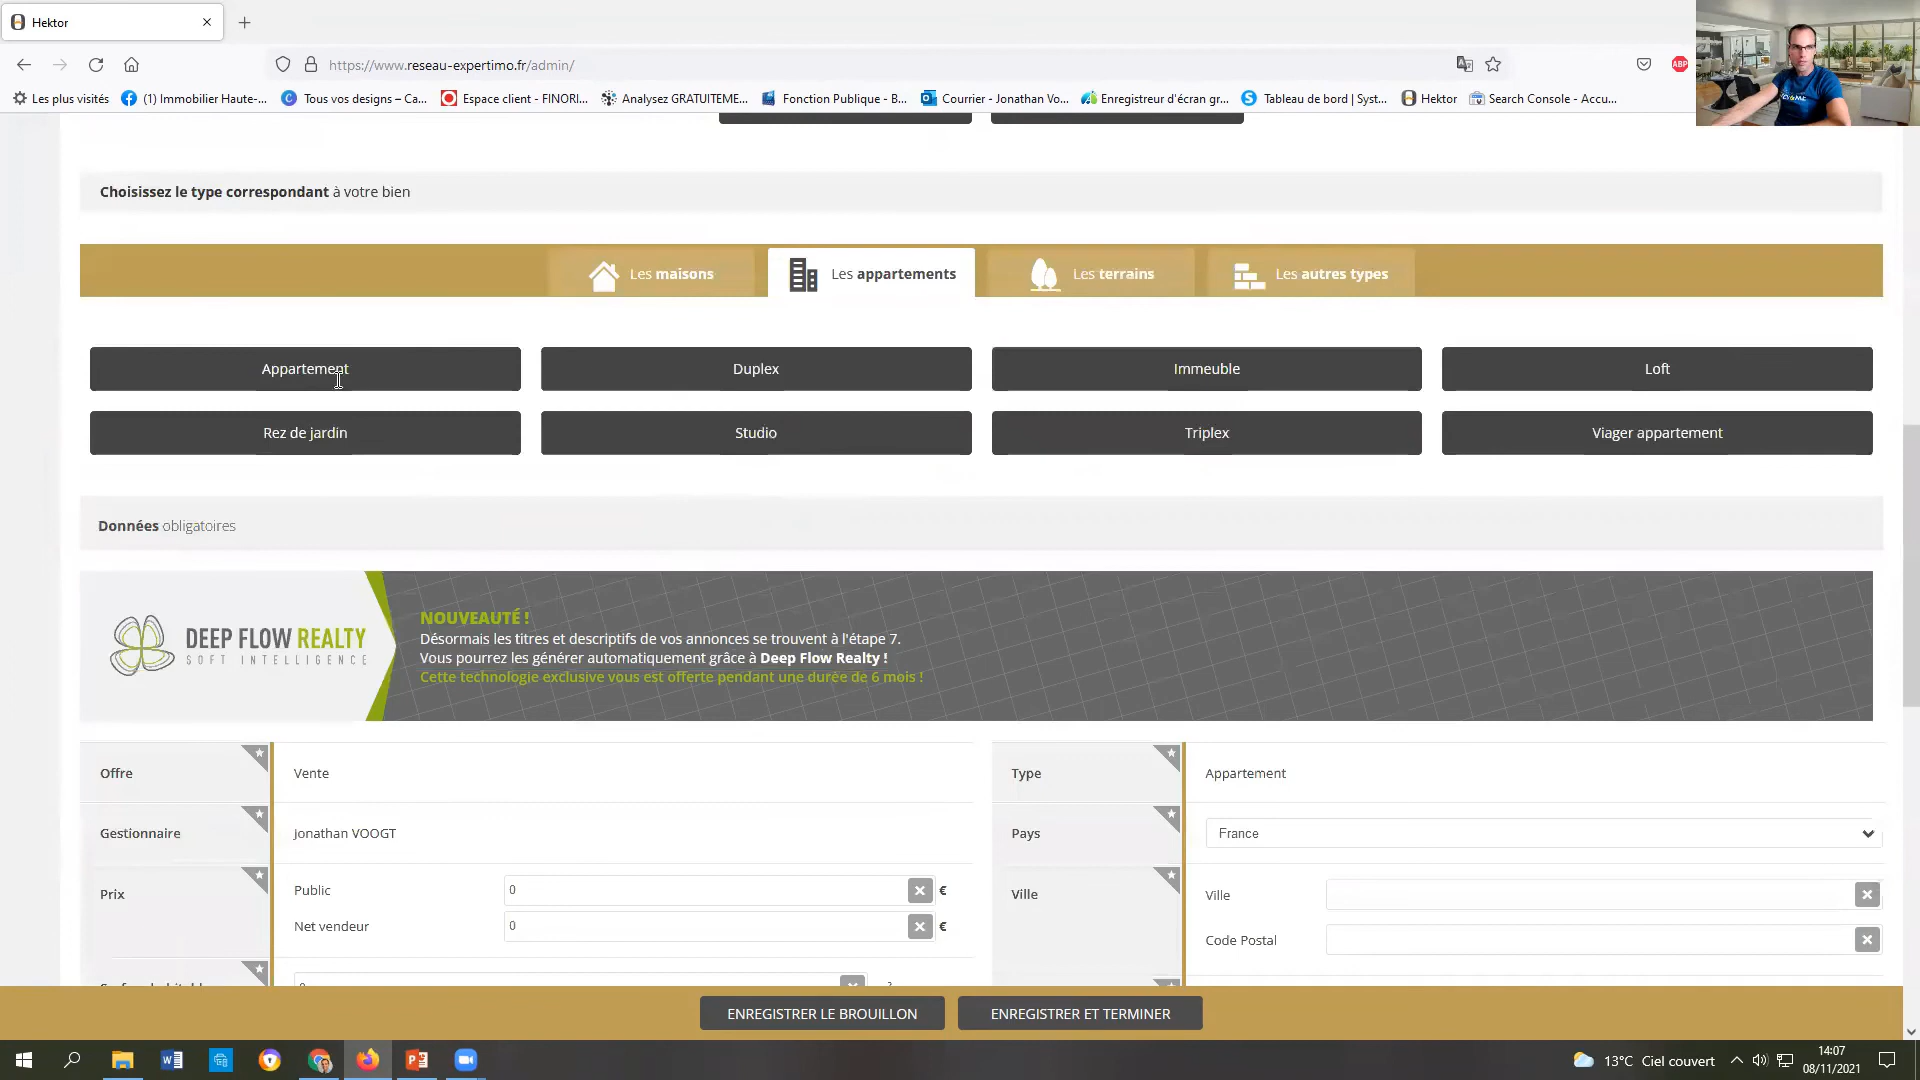 Hektor
https://www.reseau-expertimo.fr/admin/
ABP
Les plus visités
(1) Immobilier Haute-...
Tous vos designs – Ca...
Espace client - FINORI...
Analysez GRATUITEME...
Fonction Publique - B...
Courrier - Jonathan Vo...
Enregistreur d'écran gr...
Tableau de bord | Syst...
Hektor
Search Console - Accu...
Choisissez le type correspondant à votre bien
Les maisons
Les appartements
Les terrains
Les autres types
Appartement
Duplex
Immeuble
Loft
Rez de jardin
Studio
Triplex
Viager appartement
Données obligatoires
DEEP FLOW REALTY
SOFT INTELLIGENCE
NOUVEAUTÉ !
Désormais les titres et descriptifs de vos annonces se trouvent à l'étape 7.
Vous pourrez les générer automatiquement grâce à Deep Flow Realty !
Cette technologie exclusive vous est offerte pendant une durée de 6 mois !
Offre
Vente
Type
Appartement
Gestionnaire
Jonathan VOOGT
Pays
France
Prix
Public
0
€
Net vendeur
0
€
Ville
Ville
Code Postal
ENREGISTRER LE BROUILLON
ENREGISTRER ET TERMINER
13°C Ciel couvert
14:07
08/11/2021